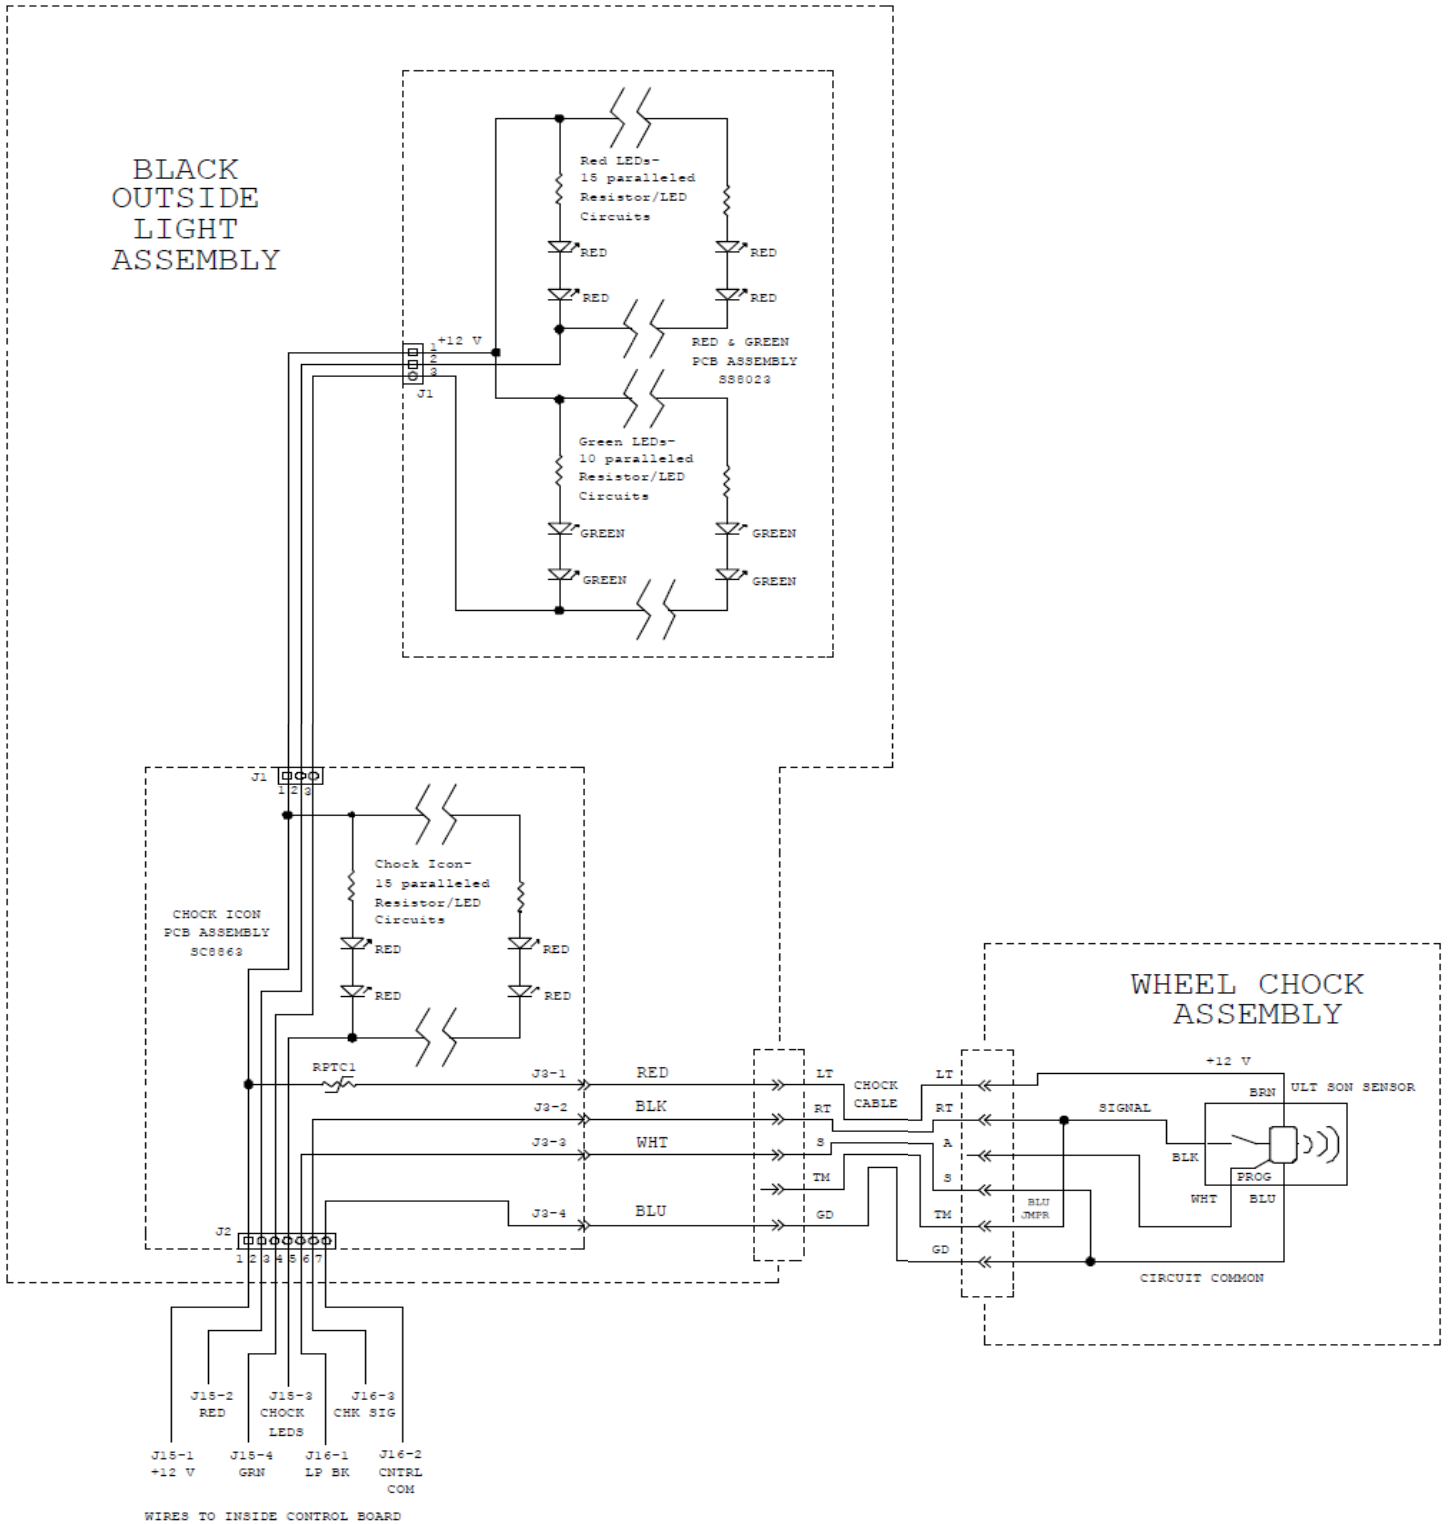 BLACK
OUTSIDE
LIGHT
ASSEMBLY
Red LEDs-
15 paralleled
Resistor/LED
Circuits
RED
RED
RED
RED
+12 V
1
2
3
J1
RED & GREEN
PCB ASSEMBLY
SS8023
Green LEDs-
10 paralleled
Resistor/LED
Circuits
GREEN
GREEN
GREEN
GREEN
J1
1
2
3
Chock Icon-
15 paralleled
Resistor/LED
Circuits
CHOCK ICON
PCB ASSEMBLY
SC8863
RED
RED
RED
RED
RPTC1
J3-1
RED
J3-2
BLK
J3-3
WHT
J3-4
BLU
LT
RT
S
TM
GD
CHOCK
CABLE
LT
RT
A
S
TM
GD
WHEEL CHOCK
ASSEMBLY
+12 V
BRN
ULT SON SENSOR
SIGNAL
BLK
PROG
WHT
BLU
BLU
JMPR
CIRCUIT COMMON
J2
1
2
3
4
5
6
7
J15-2
RED
J15-3
CHOCK
LEDS
J16-3
CHK SIG
J15-1
+12 V
J15-4
GRN
J16-1
LP BK
J16-2
CNTRL
COM
WIRES TO INSIDE CONTROL BOARD